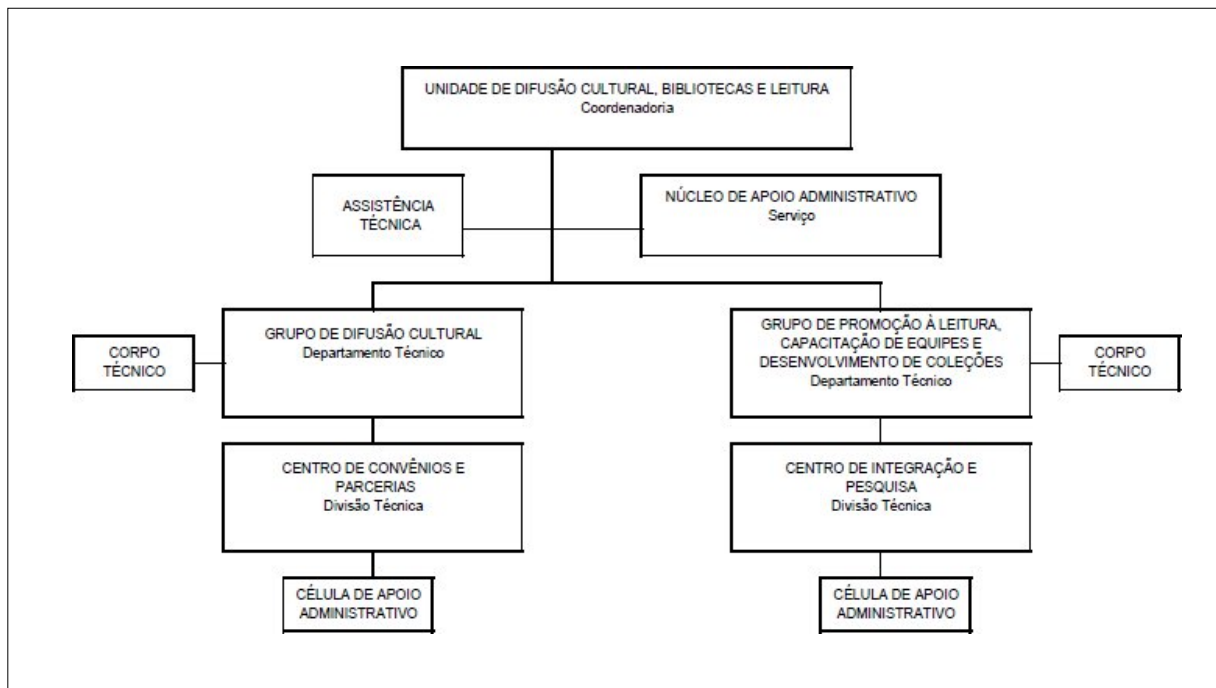 UNIDADE DE DIFUSÃO CULTURAL, BIBLIOTECAS E LEITURA
Coordenadoria
ASSISTÊNCIA
TÉCNICA
NÚCLEO DE APOIO ADMINISTRATIVO
Serviço
CORPO
TÉCNICO
GRUPO DE DIFUSÃO CULTURAL
Departamento Técnico
GRUPO DE PROMOÇÃO À LEITURA,
CAPACITAÇÃO DE EQUIPES E
DESENVOLVIMENTO DE COLEÇÕES
Departamento Técnico
CORPO
TÉCNICO
CENTRO DE CONVÊNIOS E
PARCERIAS
Divisão Técnica
CENTRO DE INTEGRAÇÃO E
PESQUISA
Divisão Técnica
CÉLULA DE APOIO
ADMINISTRATIVO
CÉLULA DE APOIO
ADMINISTRATIVO